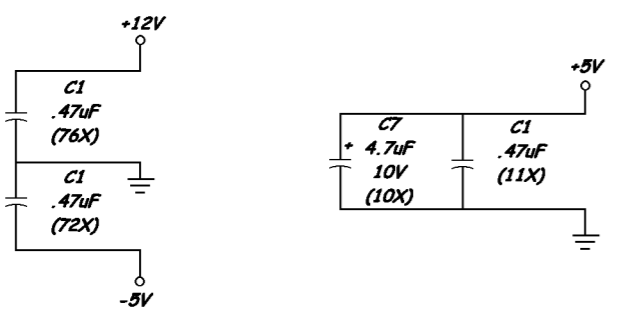 +12V
C1
.47uF
(76X)
C1
.47uF
(72X)
-5V
+5V
C7
+ 4.7uF
10V
(10X)
C1
.47uF
(11X)